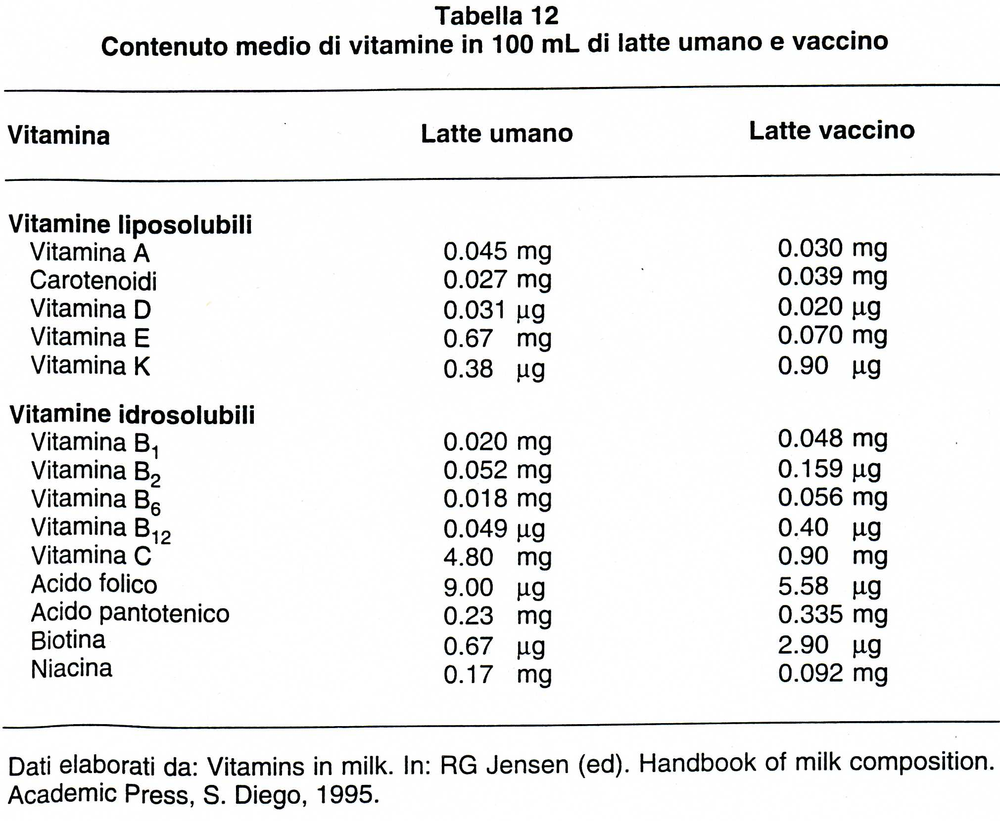 Tabella 12
Contenuto medio di vitamine in 100 mL di latte umano e vaccino
Vitamina Latte umano Latte vaccino
Vitamine liposolubili
Vitamina A 0.045 mg 0.030 mg
Carotenoidi 0.027 mg 0.039 mg
Vitamina D 0.031 µg 0.020 µg
Vitamina E 0.67 mg 0.070 mg
Vitamina K 0.38 µg 0.90 µg
Vitamine idrosolubili
Vitamina B1 0.020 mg 0.048 mg
Vitamina B2 0.052 mg 0.159 µg
Vitamina B6 0.018 mg 0.056 mg
Vitamina B12 0.049 µg 0.40 µg
Vitamina C 4.80 mg 0.90 mg
Acido folico 9.00 µg 5.58 µg
Acido pantotenico 0.23 mg 0.335 mg
Biotina 0.67 µg 2.90 µg
Niacina 0.17 mg 0.092 mg
Dati elaborati da: Vitamins in milk. In: RG Jensen (ed). Handbook of milk composition.
Academic Press, S. Diego, 1995.